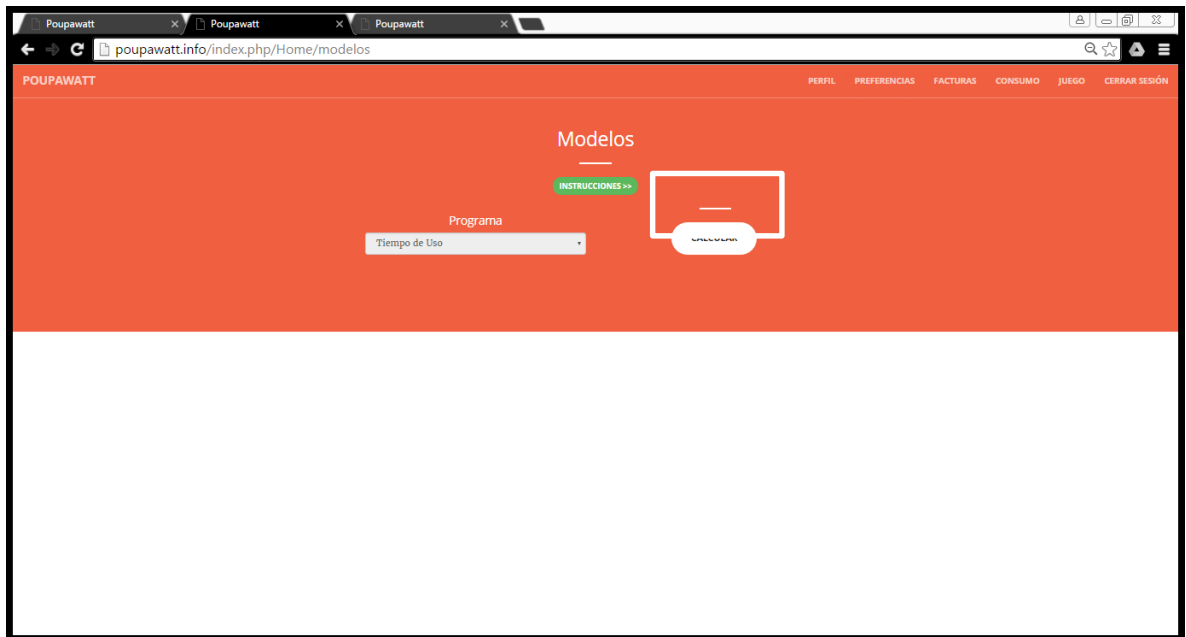 Poupawatt
Poupawatt
Poupawatt
poupawatt.info/index.php/Home/modelos
POUPAWATT
PERFIL
PREFERENCIAS
FACTURAS
CONSUMO
JUEGO
CERRAR SESIÓN
Modelos
INSTRUCCIONES >>
Programa
Tiempo de Uso
CALCULAR